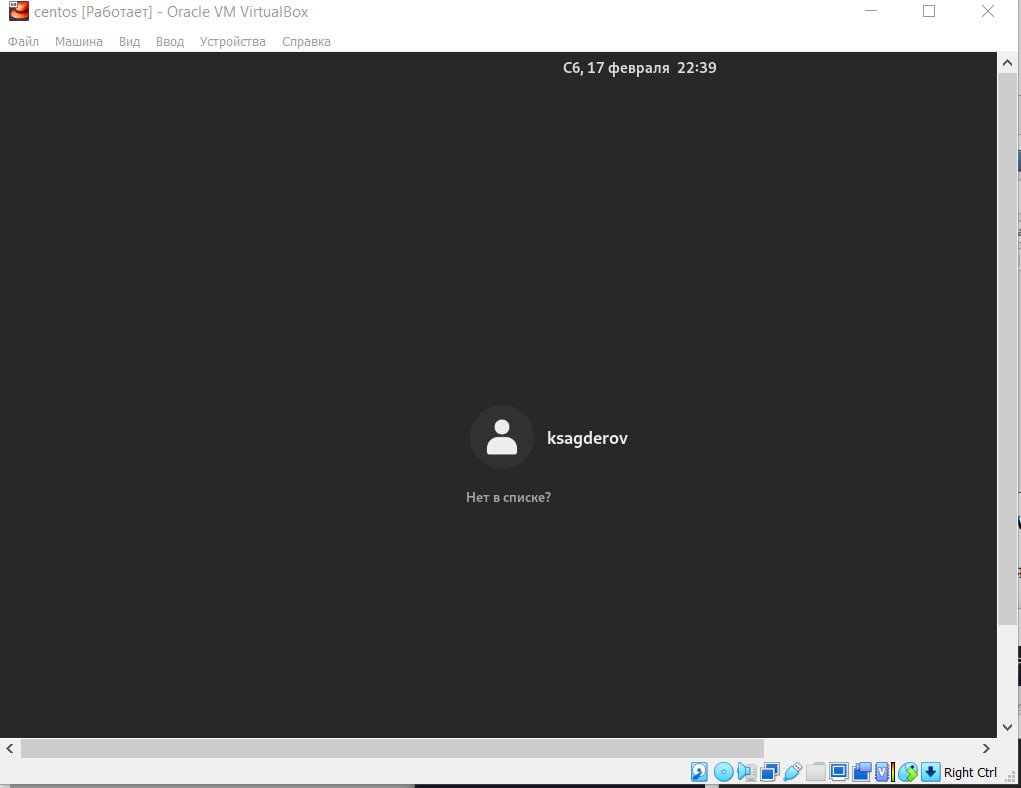 centos [Работает] - Oracle VM VirtualBox
Файл Машина Вид Ввод Устройства Справка
Сб, 17 февраля 22:39
ksagderov
Нет в списке?
Right Ctrl